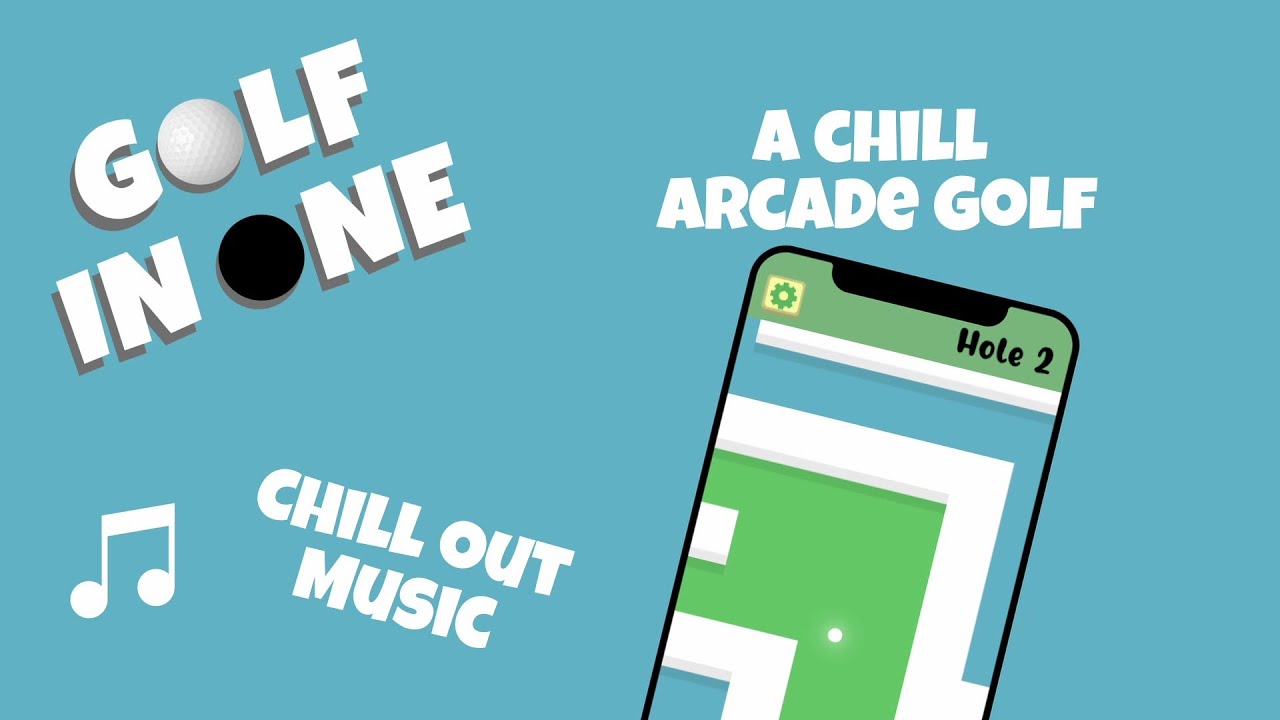 GOLF
IN ONE
A CHILL
ARCADE GOLF
Hole 2
CHILL OUT
MUSIC